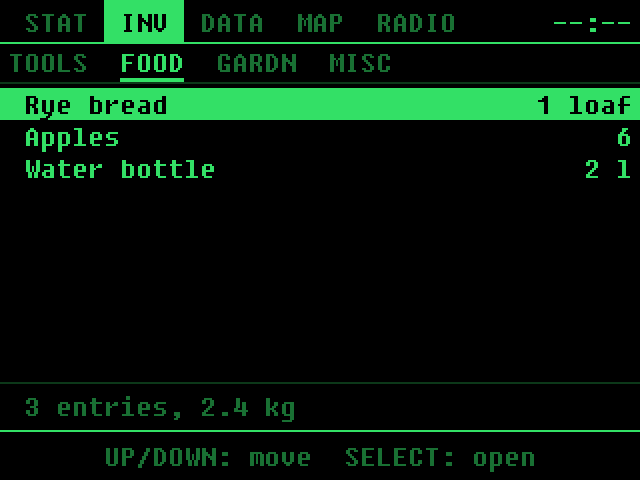 STAT INV DATA MAP RADIO --:--
TOOLS FOOD GARDN MISC
Rye bread 1 loaf
Apples 6
Water bottle 2 l
3 entries, 2.4 kg
UP/DOWN: move SELECT: open